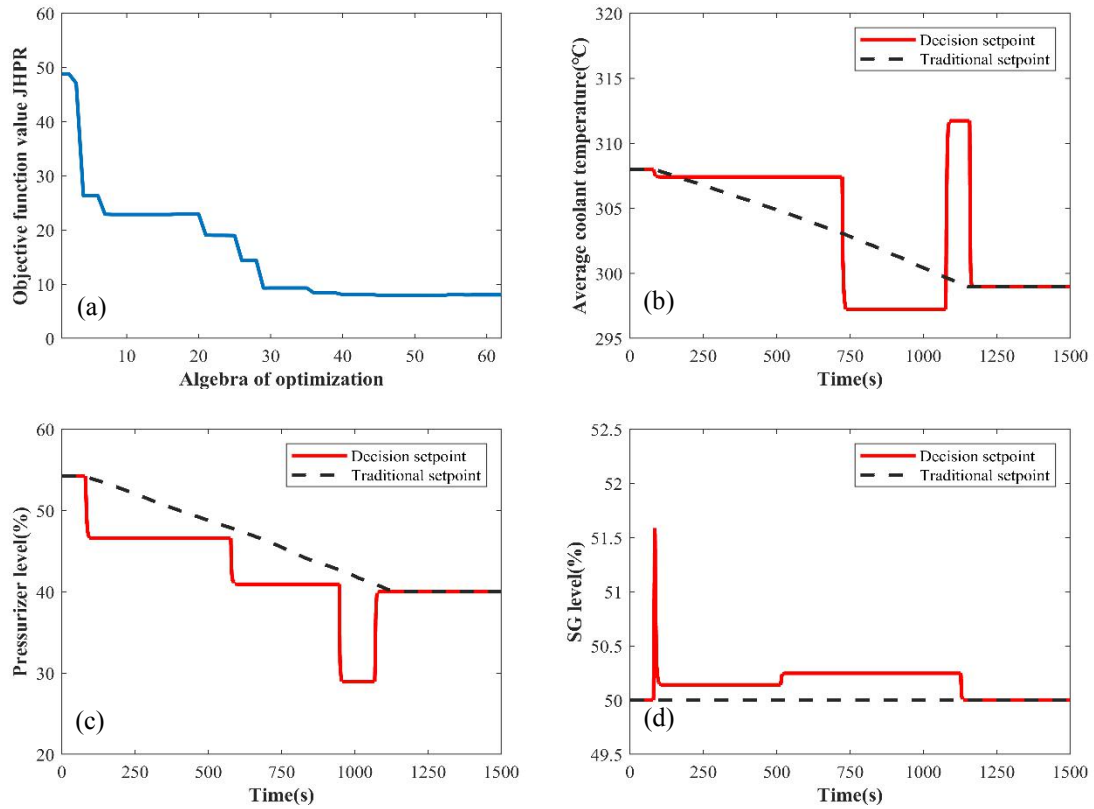 60
50
40
30
20
10
0
Objective function value JHPR
(a)
10 20 30 40 50 60
Algebra of optimization
320
315
310
305
300
295
Average coolant temperature(°C)
Decision setpoint
Traditional setpoint
(b)
0 250 500 750 1000 1250 1500
Time(s)
60
50
40
30
20
Pressurizer level(%)
Decision setpoint
Traditional setpoint
(c)
0 250 500 750 1000 1250 1500
Time(s)
52.5
52
51.5
51
50.5
50
49.5
SG level(%)
Decision setpoint
Traditional setpoint
(d)
0 250 500 750 1000 1250 1500
Time(s)